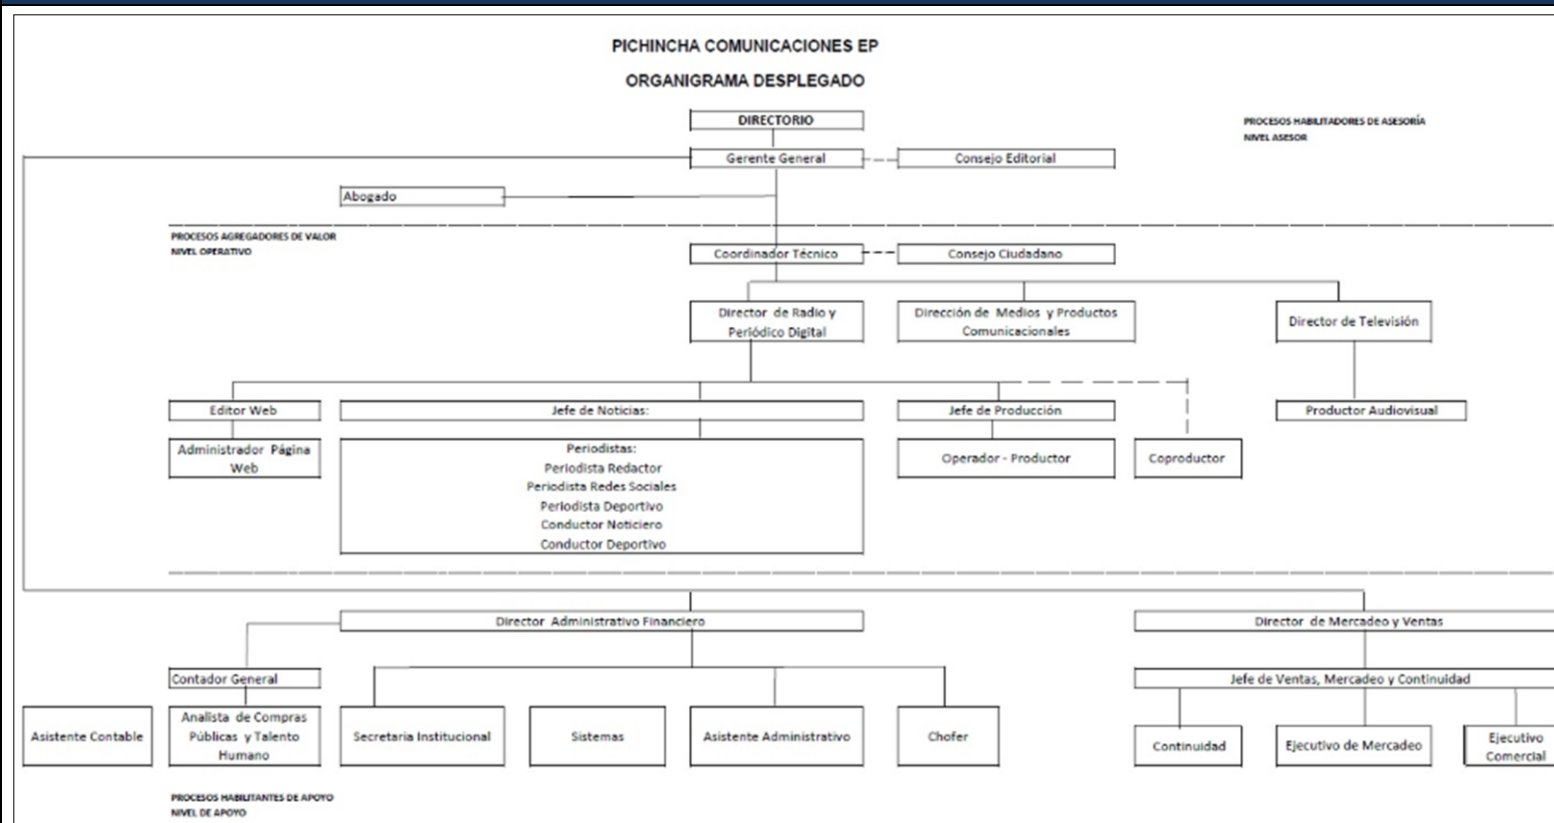 PICHINCHA COMUNICACIONES EP
ORGANIGRAMA DESPLEGADO
DIRECTORIO
PROCESOS HABILITADORES DE ASESORÍA
NIVEL ASESOR
Gerente General
Consejo Editorial
Abogado
PROCESOS AGREGADORES DE VALOR
NIVEL OPERATIVO
Coordinador Técnico
Consejo Ciudadano
Director de Radio y
Periódico Digital
Dirección de Medios y Productos
Comunicacionales
Director de Televisión
Editor Web
Jefe de Noticias:
Jefe de Producción
Productor Audiovisual
Administrador Página
Web
Periodistas:
Periodista Redactor
Periodista Redes Sociales
Periodista Deportivo
Conductor Noticiero
Conductor Deportivo
Operador - Productor
Coproductor
Director Administrativo Financiero
Director de Mercadeo y Ventas
Contador General
Jefe de Ventas, Mercadeo y Continuidad
Asistente Contable
Analista de Compras
Públicas y Talento
Humano
Secretaria Institucional
Sistemas
Asistente Administrativo
Chofer
Continuidad
Ejecutivo de Mercadeo
Ejecutivo
Comercial
PROCESOS HABILITANTES DE APOYO
NIVEL DE APOYO